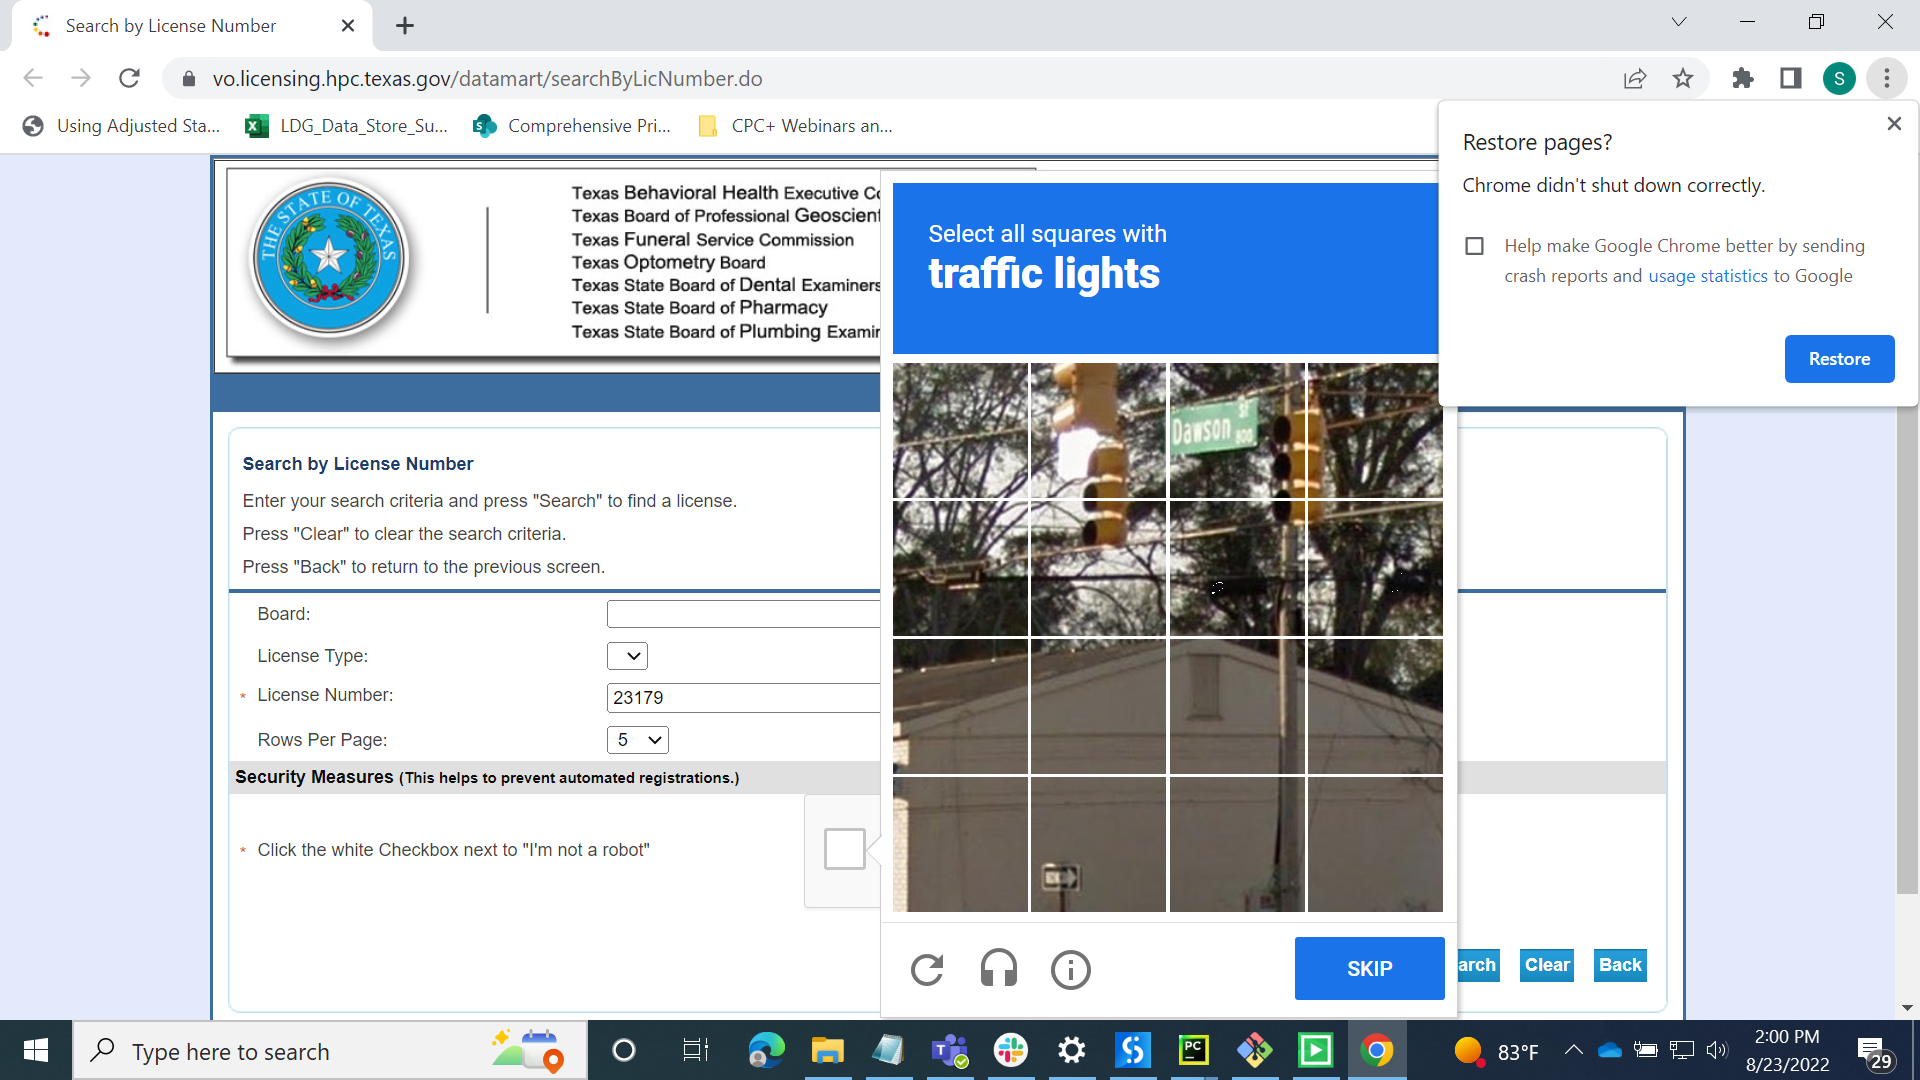 Search by License Number
vo.licensing.hpc.texas.gov/datamart/searchByLicNumber.do
S
Using Adjusted Sta...
LDG_Data_Store_Su...
Comprehensive Pri...
CPC+ Webinars an...
Restore pages?
Chrome didn't shut down correctly.
Help make Google Chrome better by sending
crash reports and usage statistics to Google
Restore
THE STATE OF TEXAS
Texas Behavioral Health Executive Co
Texas Board of Professional Geoscient
Texas Funeral Service Commission
Texas Optometry Board
Texas State Board of Dental Examiners
Texas State Board of Pharmacy
Texas State Board of Plumbing Examin
Select all squares with
traffic lights
Dawson St
800
Search by License Number
Enter your search criteria and press "Search" to find a license.
Press "Clear" to clear the search criteria.
Press "Back" to return to the previous screen.
Board:
License Type:
* License Number:
23179
Rows Per Page:
5
Security Measures (This helps to prevent automated registrations.)
* Click the white Checkbox next to "I'm not a robot"
SKIP
arch
Clear
Back
Type here to search
PC
83°F
2:00 PM
8/23/2022
29